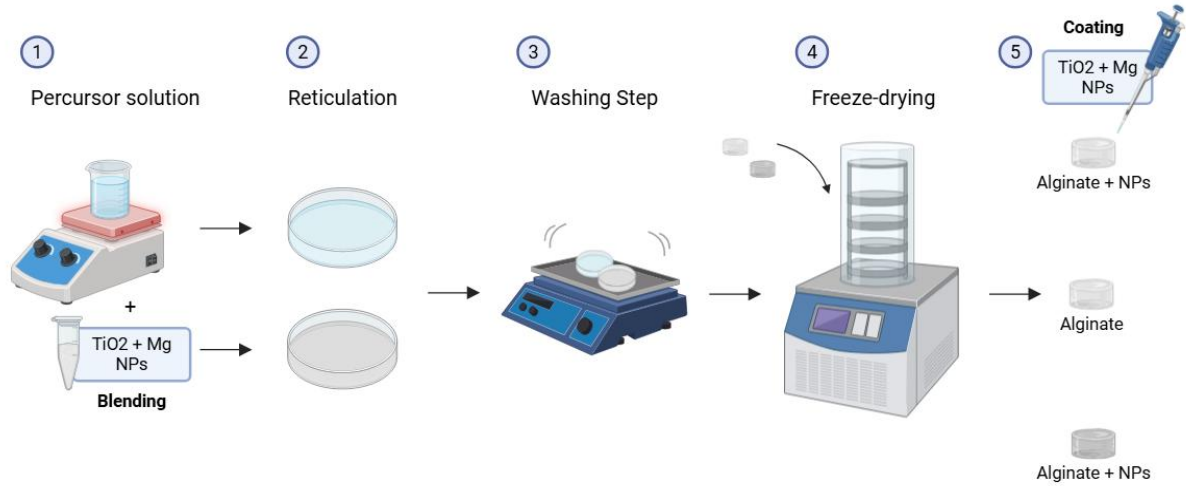 1
Percursor solution
2
Reticulation
3
Washing Step
4
Freeze-drying
5
Coating
TiO2 + Mg
NPs
Alginate + NPs
+
TiO2 + Mg
NPs
Blending
Alginate
Alginate + NPs